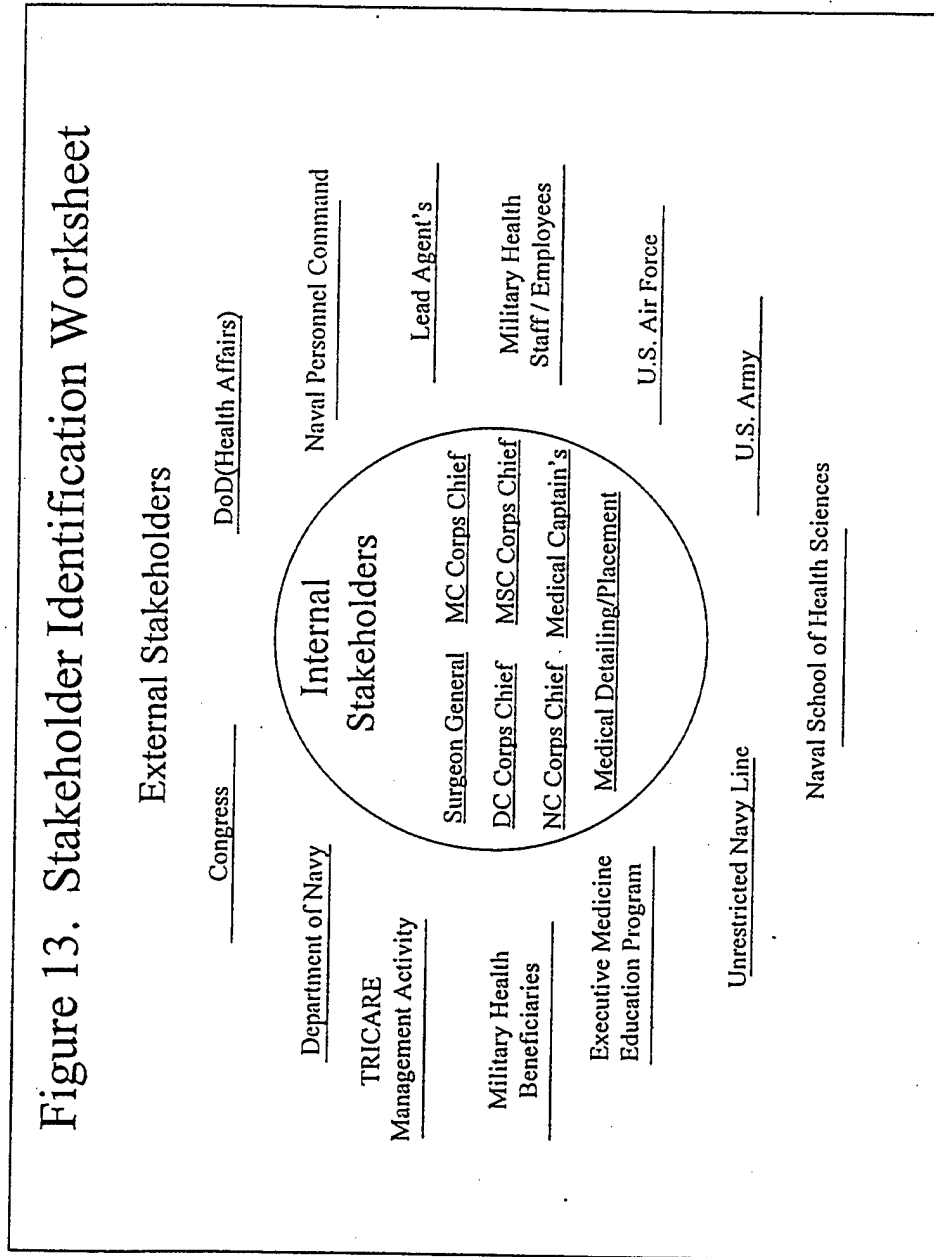 Figure 13. Stakeholder Identification Worksheet
External Stakeholders
Congress
DoD(Health Affairs)
Department of Navy
Naval Personnel Command
TRICARE
Management Activity
Lead Agent's
Military Health
Beneficiaries
Military Health
Staff / Employees
Executive Medicine
Education Program
U.S. Air Force
Unrestricted Navy Line
U.S. Army
Naval School of Health Sciences
Internal
Stakeholders
Surgeon General MC Corps Chief
DC Corps Chief MSC Corps Chief
NC Corps Chief Medical Captain's
Medical Detailing/Placement